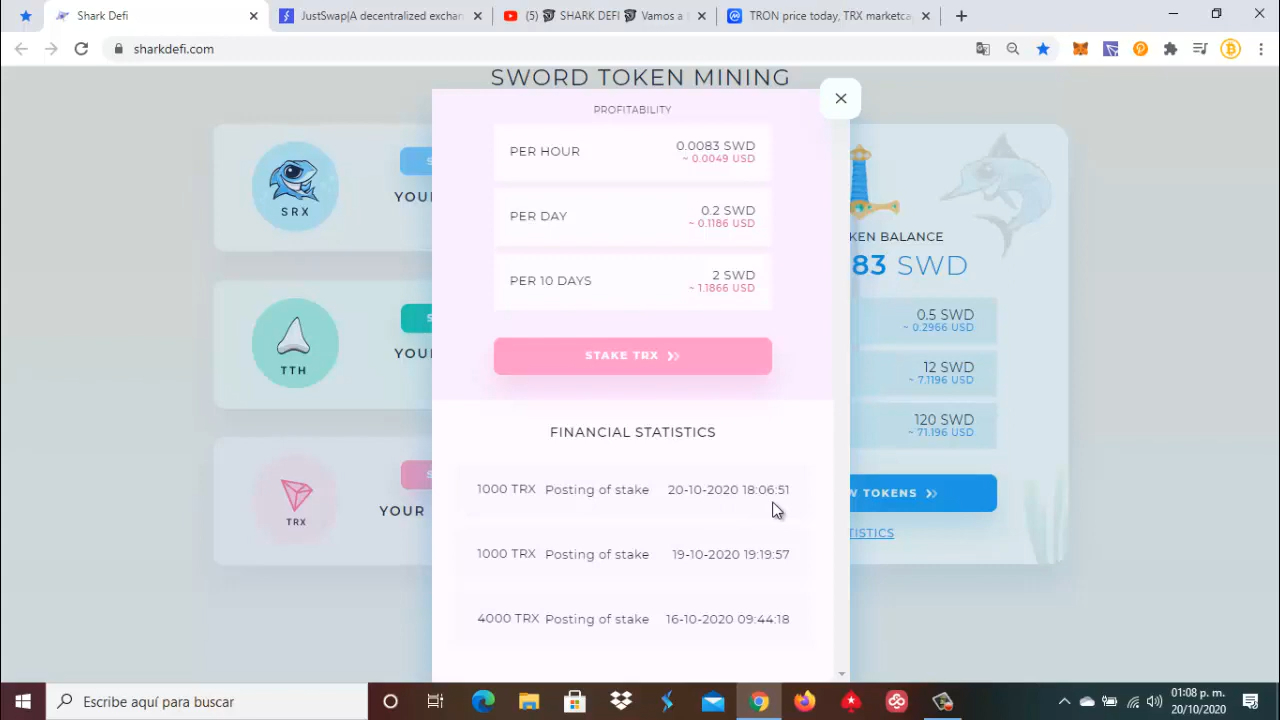 Shark Defi
JustSwap|A decentralized exchan
(5) SHARK DEFI Vamos a
TRON price today, TRX marketca
sharkdefi.com
SWORD TOKEN MINING
PROFITABILITY
PER HOUR 0.0083 SWD
~ 0.0049 USD
PER DAY 0.2 SWD
~ 0.1186 USD
PER 10 DAYS 2 SWD
~ 1.1866 USD
STAKE TRX
FINANCIAL STATISTICS
1000 TRX Posting of stake 20-10-2020 18:06:51
1000 TRX Posting of stake 19-10-2020 19:19:57
4000 TRX Posting of stake 16-10-2020 09:44:18
SRX
YOUR
TTH
YOUR
TRX
YOUR
KEN BALANCE
83 SWD
0.5 SWD
~ 0.2966 USD
12 SWD
~ 7.1196 USD
120 SWD
~ 71.196 USD
W TOKENS
TISTICS
Escribe aquí para buscar
01:08 p. m.
20/10/2020